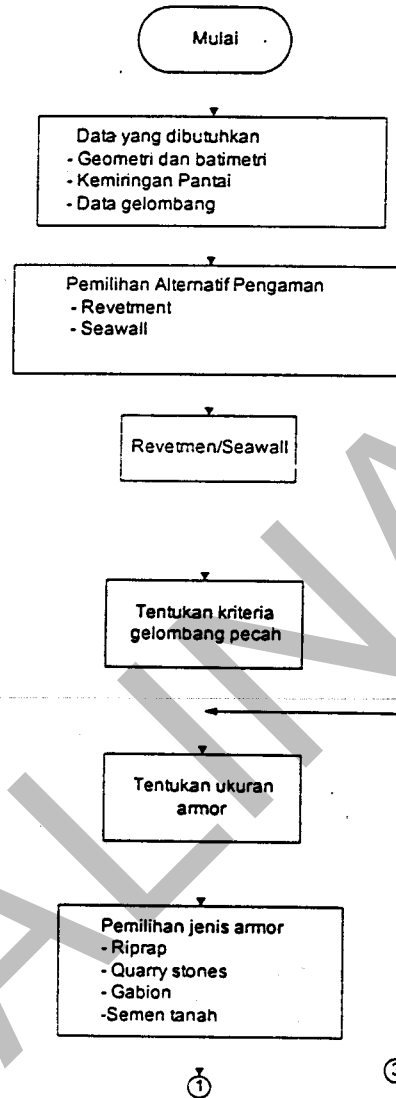 Mulai
Data yang dibutuhkan
- Geometri dan batimetri
- Kemiringan Pantai
- Data gelombang
Pemilihan Alternatif Pengaman
- Revetment
- Seawall
Revetmen/Seawall
Tentukan kriteria
gelombang pecah
Tentukan ukuran
armor
Pemilihan jenis armor
- Riprap
- Quarry stones
- Gabion
-Semen tanah
1